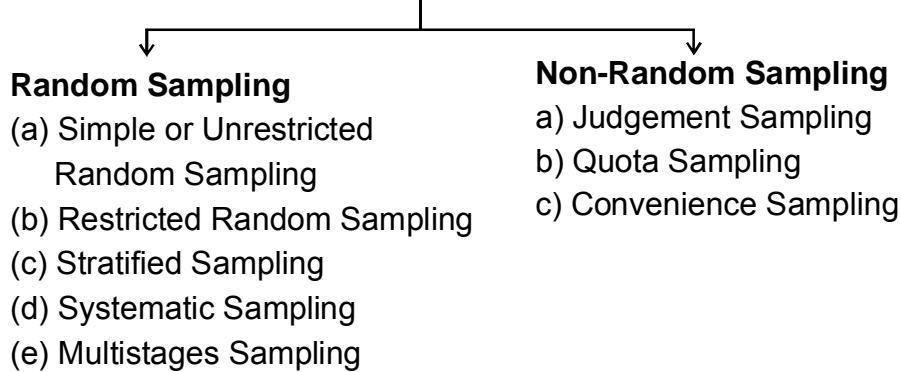 Random Sampling
(a) Simple or Unrestricted
Random Sampling
(b) Restricted Random Sampling
(c) Stratified Sampling
(d) Systematic Sampling
(e) Multistages Sampling
Non-Random Sampling
a) Judgement Sampling
b) Quota Sampling
c) Convenience Sampling